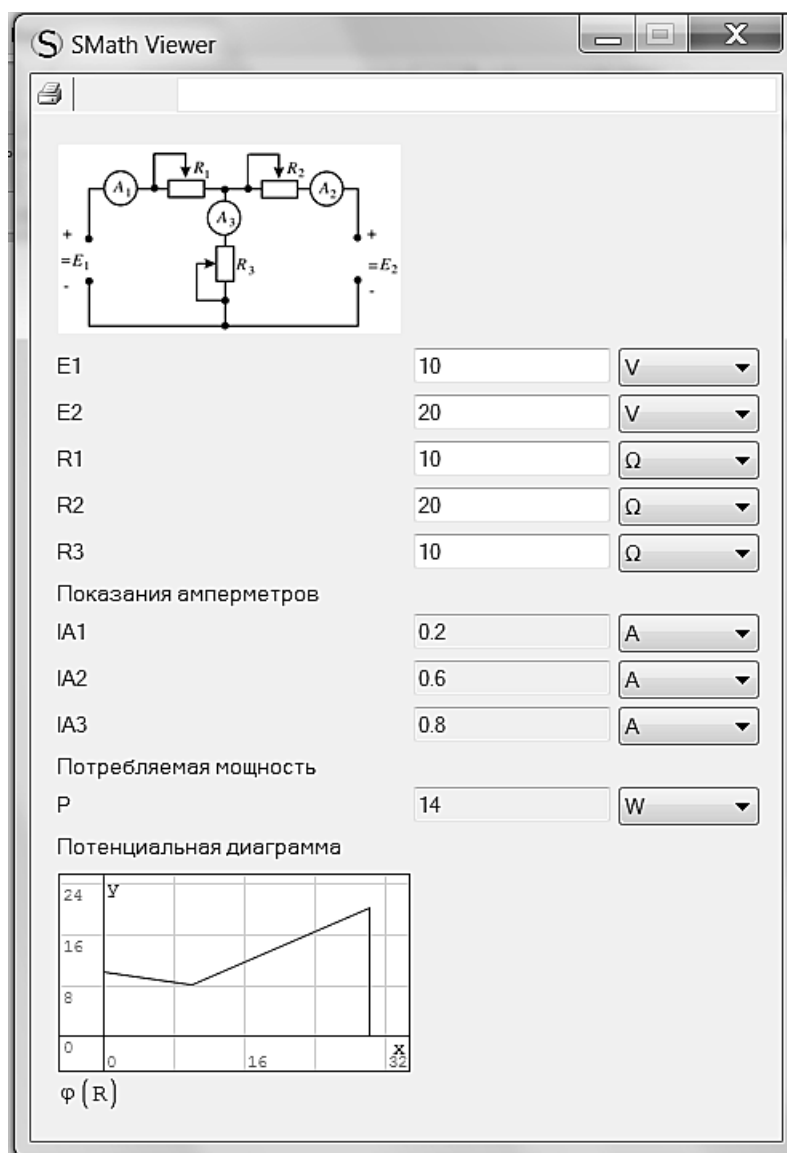 SMath Viewer
A1 R1 R2 A2
A3
+ +
=E1 R3 =E2
- -
E1 10 V
E2 20 V
R1 10 Ω
R2 20 Ω
R3 10 Ω
Показания амперметров
IA1 0.2 A
IA2 0.6 A
IA3 0.8 A
Потребляемая мощность
P 14 W
Потенциальная диаграмма
24 y
16
8
0 0 16 x 32
φ(R)